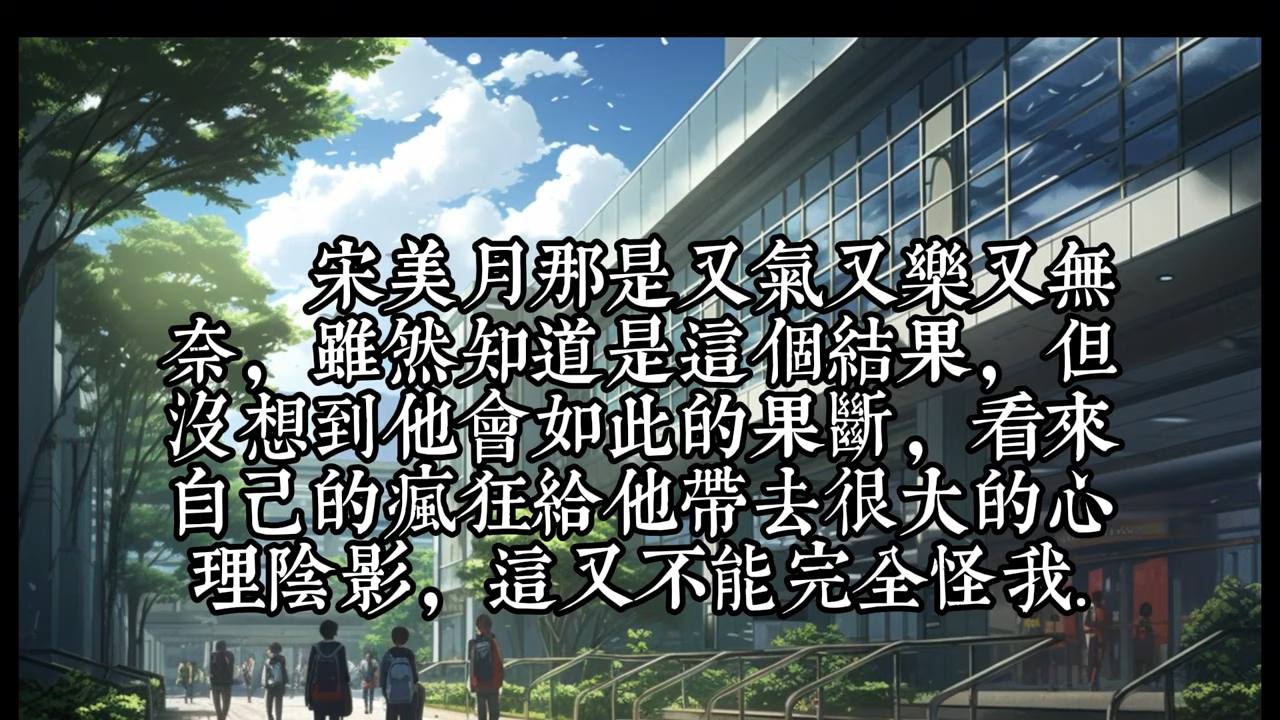 宋美月那是又氣又樂又無
奈，雖然知道是這個結果，但
沒想到他會如此的果斷，看來
自己的瘋狂給他帶去很大的心
理陰影，這又不能完全怪我.